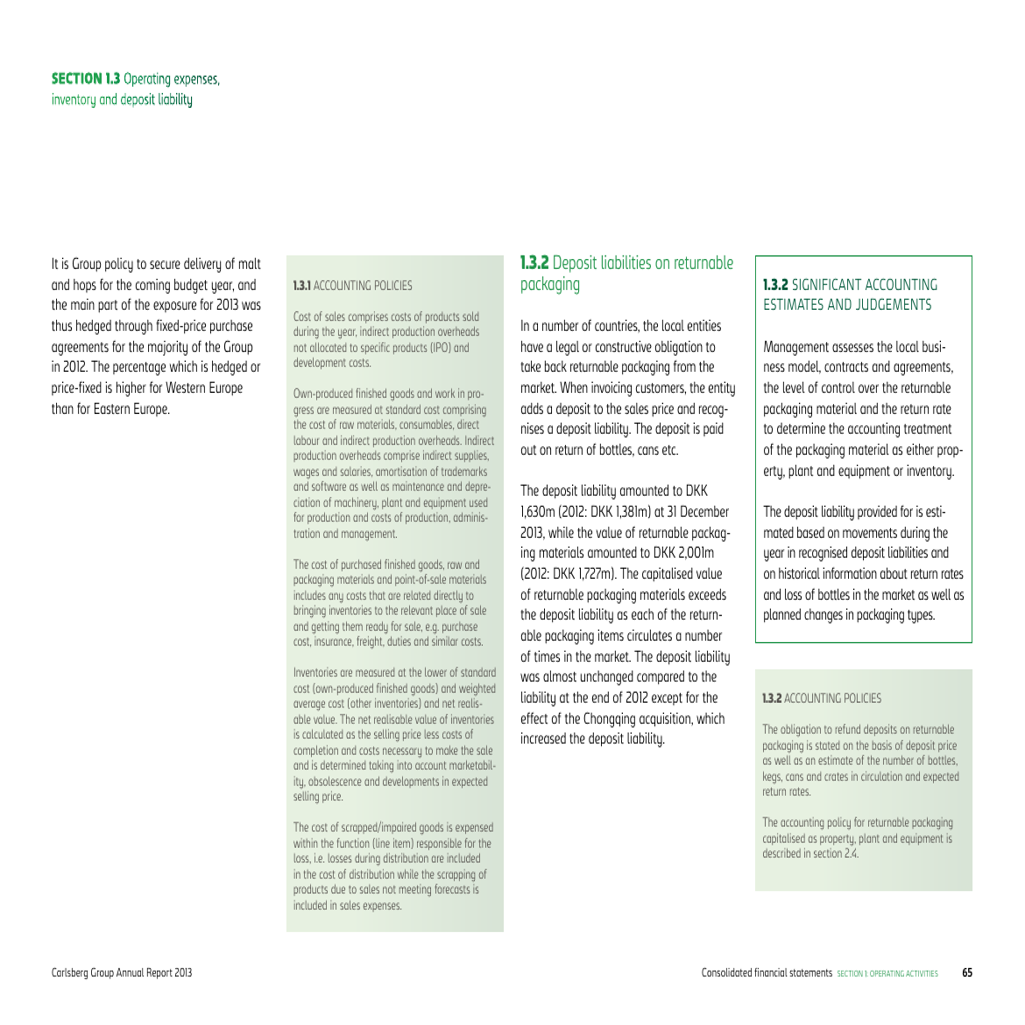 SECTION 1.3 Operating expenses,
inventory and deposit liability
It is Group policy to secure delivery of malt
and hops for the coming budget year, and
the main part of the exposure for 2013 was
thus hedged through fixed-price purchase
agreements for the majority of the Group
in 2012. The percentage which is hedged or
price-fixed is higher for Western Europe
than for Eastern Europe.
1.3.1 ACCOUNTING POLICIES
Cost of sales comprises costs of products sold
during the year, indirect production overheads
not allocated to specific products (IPO) and
development costs.
Own-produced finished goods and work in pro-
gress are measured at standard cost comprising
the cost of raw materials, consumables, direct
labour and indirect production overheads. Indirect
production overheads comprise indirect supplies,
wages and salaries, amortisation of trademarks
and software as well as maintenance and depre-
ciation of machinery, plant and equipment used
for production and costs of production, adminis-
tration and management.
The cost of purchased finished goods, raw and
packaging materials and point-of-sale materials
includes any costs that are related directly to
bringing inventories to the relevant place of sale
and getting them ready for sale, e.g. purchase
cost, insurance, freight, duties and similar costs.
Inventories are measured at the lower of standard
cost (own-produced finished goods) and weighted
average cost (other inventories) and net realis-
able value. The net realisable value of inventories
is calculated as the selling price less costs of
completion and costs necessary to make the sale
and is determined taking into account marketabil-
ity, obsolescence and developments in expected
selling price.
The cost of scrapped/impaired goods is expensed
within the function (line item) responsible for the
loss, i.e. losses during distribution are included
in the cost of distribution while the scrapping of
products due to sales not meeting forecasts is
included in sales expenses.
1.3.2 Deposit liabilities on returnable
packaging
In a number of countries, the local entities
have a legal or constructive obligation to
take back returnable packaging from the
market. When invoicing customers, the entity
adds a deposit to the sales price and recog-
nises a deposit liability. The deposit is paid
out on return of bottles, cans etc.
The deposit liability amounted to DKK
1,630m (2012: DKK 1,381m) at 31 December
2013, while the value of returnable packag-
ing materials amounted to DKK 2,001m
(2012: DKK 1,727m). The capitalised value
of returnable packaging materials exceeds
the deposit liability as each of the return-
able packaging items circulates a number
of times in the market. The deposit liability
was almost unchanged compared to the
liability at the end of 2012 except for the
effect of the Chongqing acquisition, which
increased the deposit liability.
1.3.2 SIGNIFICANT ACCOUNTING
ESTIMATES AND JUDGEMENTS
Management assesses the local busi-
ness model, contracts and agreements,
the level of control over the returnable
packaging material and the return rate
to determine the accounting treatment
of the packaging material as either prop-
erty, plant and equipment or inventory.
The deposit liability provided for is esti-
mated based on movements during the
year in recognised deposit liabilities and
on historical information about return rates
and loss of bottles in the market as well as
planned changes in packaging types.
1.3.2 ACCOUNTING POLICIES
The obligation to refund deposits on returnable
packaging is stated on the basis of deposit price
as well as an estimate of the number of bottles,
kegs, cans and crates in circulation and expected
return rates.
The accounting policy for returnable packaging
capitalised as property, plant and equipment is
described in section 2.4.
Carlsberg Group Annual Report 2013
Consolidated financial statements SECTION 1: OPERATING ACTIVITIES 65